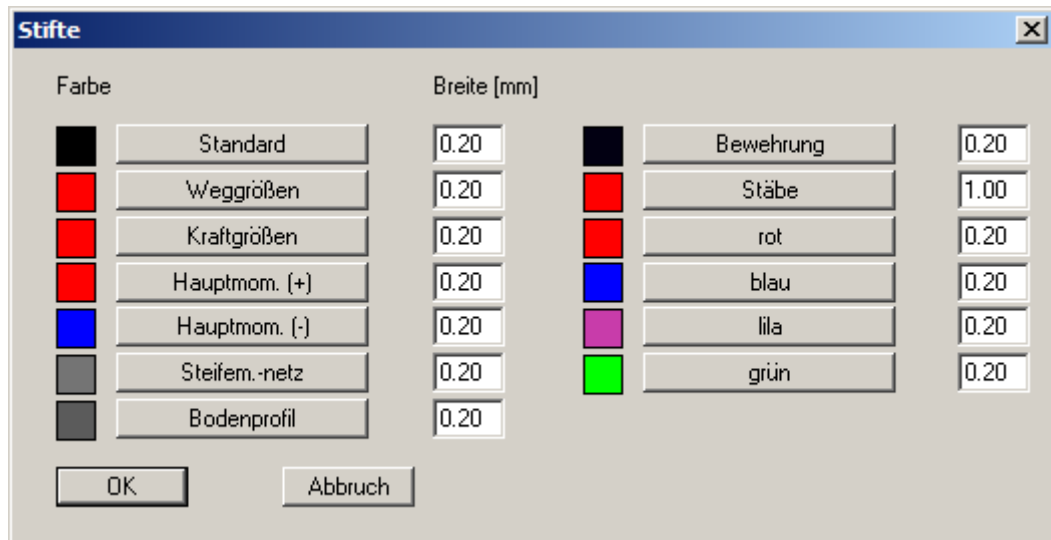 Stifte
Farbe Breite [mm]
Standard 0.20 Bewehrung 0.20
Weggrößen 0.20 Stäbe 1.00
Kraftgrößen 0.20 rot 0.20
Hauptmom. (+) 0.20 blau 0.20
Hauptmom. (-) 0.20 lila 0.20
Steifem.-netz 0.20 grün 0.20
Bodenprofil 0.20
OK Abbruch